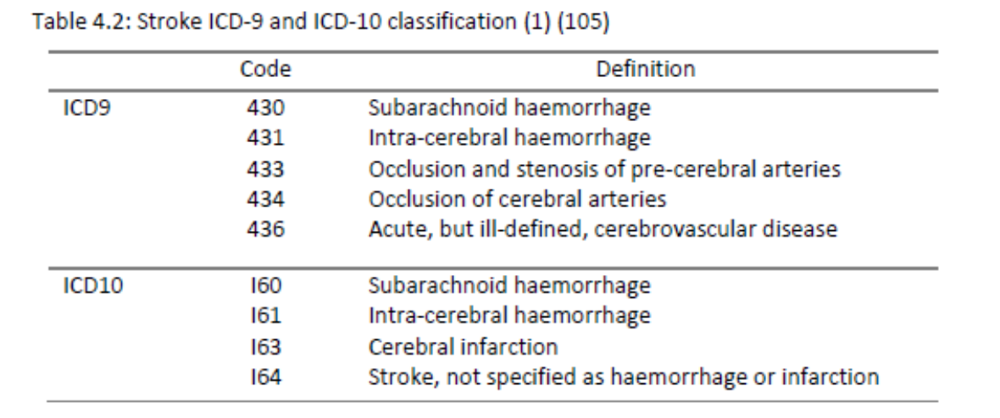 Table 4.2: Stroke ICD-9 and ICD-10 classification (1) (105)
Code Definition
ICD9 430 Subarachnoid haemorrhage
431 Intra-cerebral haemorrhage
433 Occlusion and stenosis of pre-cerebral arteries
434 Occlusion of cerebral arteries
436 Acute, but ill-defined, cerebrovascular disease
ICD10 I60 Subarachnoid haemorrhage
I61 Intra-cerebral haemorrhage
I63 Cerebral infarction
I64 Stroke, not specified as haemorrhage or infarction